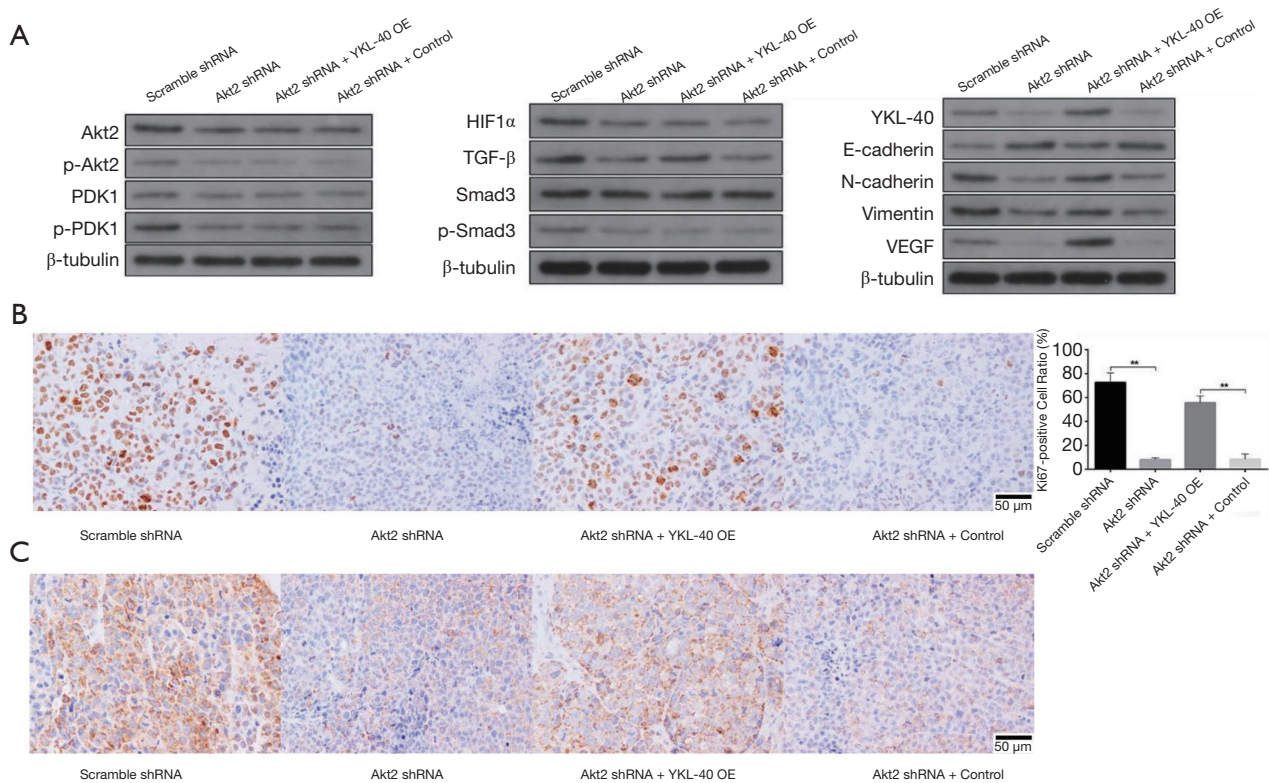 A
Scramble shRNA
Akt2 shRNA
Akt2 shRNA + YKL-40 OE
Akt2 shRNA + Control
Akt2
p-Akt2
PDK1
p-PDK1
β-tubulin
Scramble shRNA
Akt2 shRNA
Akt2 shRNA + YKL-40 OE
Akt2 shRNA + Control
HIF1α
TGF-β
Smad3
p-Smad3
β-tubulin
Scramble shRNA
Akt2 shRNA
Akt2 shRNA + YKL-40 OE
Akt2 shRNA + Control
YKL-40
E-cadherin
N-cadherin
Vimentin
VEGF
β-tubulin
B
50 μm
Scramble shRNA
Akt2 shRNA
Akt2 shRNA + YKL-40 OE
Akt2 shRNA + Control
Ki67-positive Cell Ratio (%)
100
80
60
40
20
0
**
**
Scramble shRNA
Akt2 shRNA
Akt2 shRNA + YKL-40 OE
Akt2 shRNA + Control
C
50 μm
Scramble shRNA
Akt2 shRNA
Akt2 shRNA + YKL-40 OE
Akt2 shRNA + Control